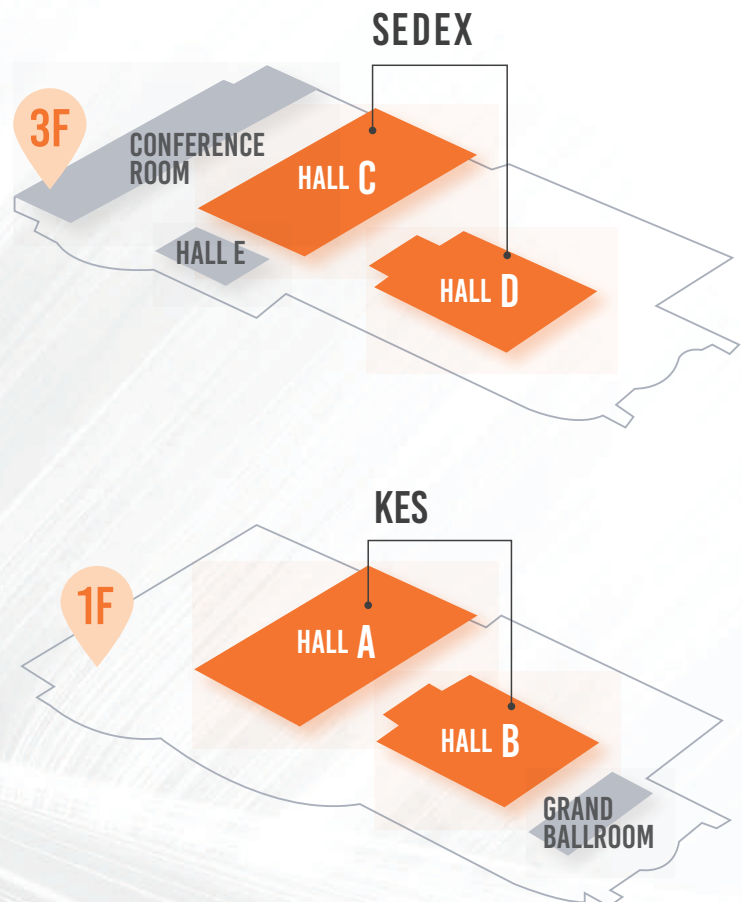 SEDEX
3F
CONFERENCE
ROOM
HALL C
HALL E
HALL D
KES
1F
HALL A
HALL B
GRAND
BALLROOM